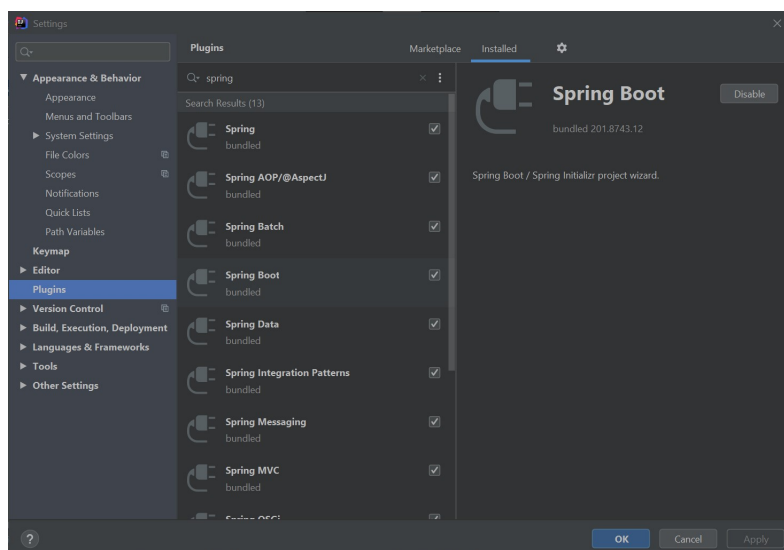 Settings
Plugins
Marketplace
Installed
spring
Search Results (13)
Appearance & Behavior
Appearance
Menus and Toolbars
System Settings
File Colors
Scopes
Notifications
Quick Lists
Path Variables
Keymap
Editor
Plugins
Version Control
Build, Execution, Deployment
Languages & Frameworks
Tools
Other Settings
Spring
bundled
Spring AOP/@AspectJ
bundled
Spring Batch
bundled
Spring Boot
bundled
Spring Data
bundled
Spring Integration Patterns
bundled
Spring Messaging
bundled
Spring MVC
bundled
Spring OSGi
Spring Boot
Disable
bundled 201.8743.12
Spring Boot / Spring Initializr project wizard.
?
OK
Cancel
Apply